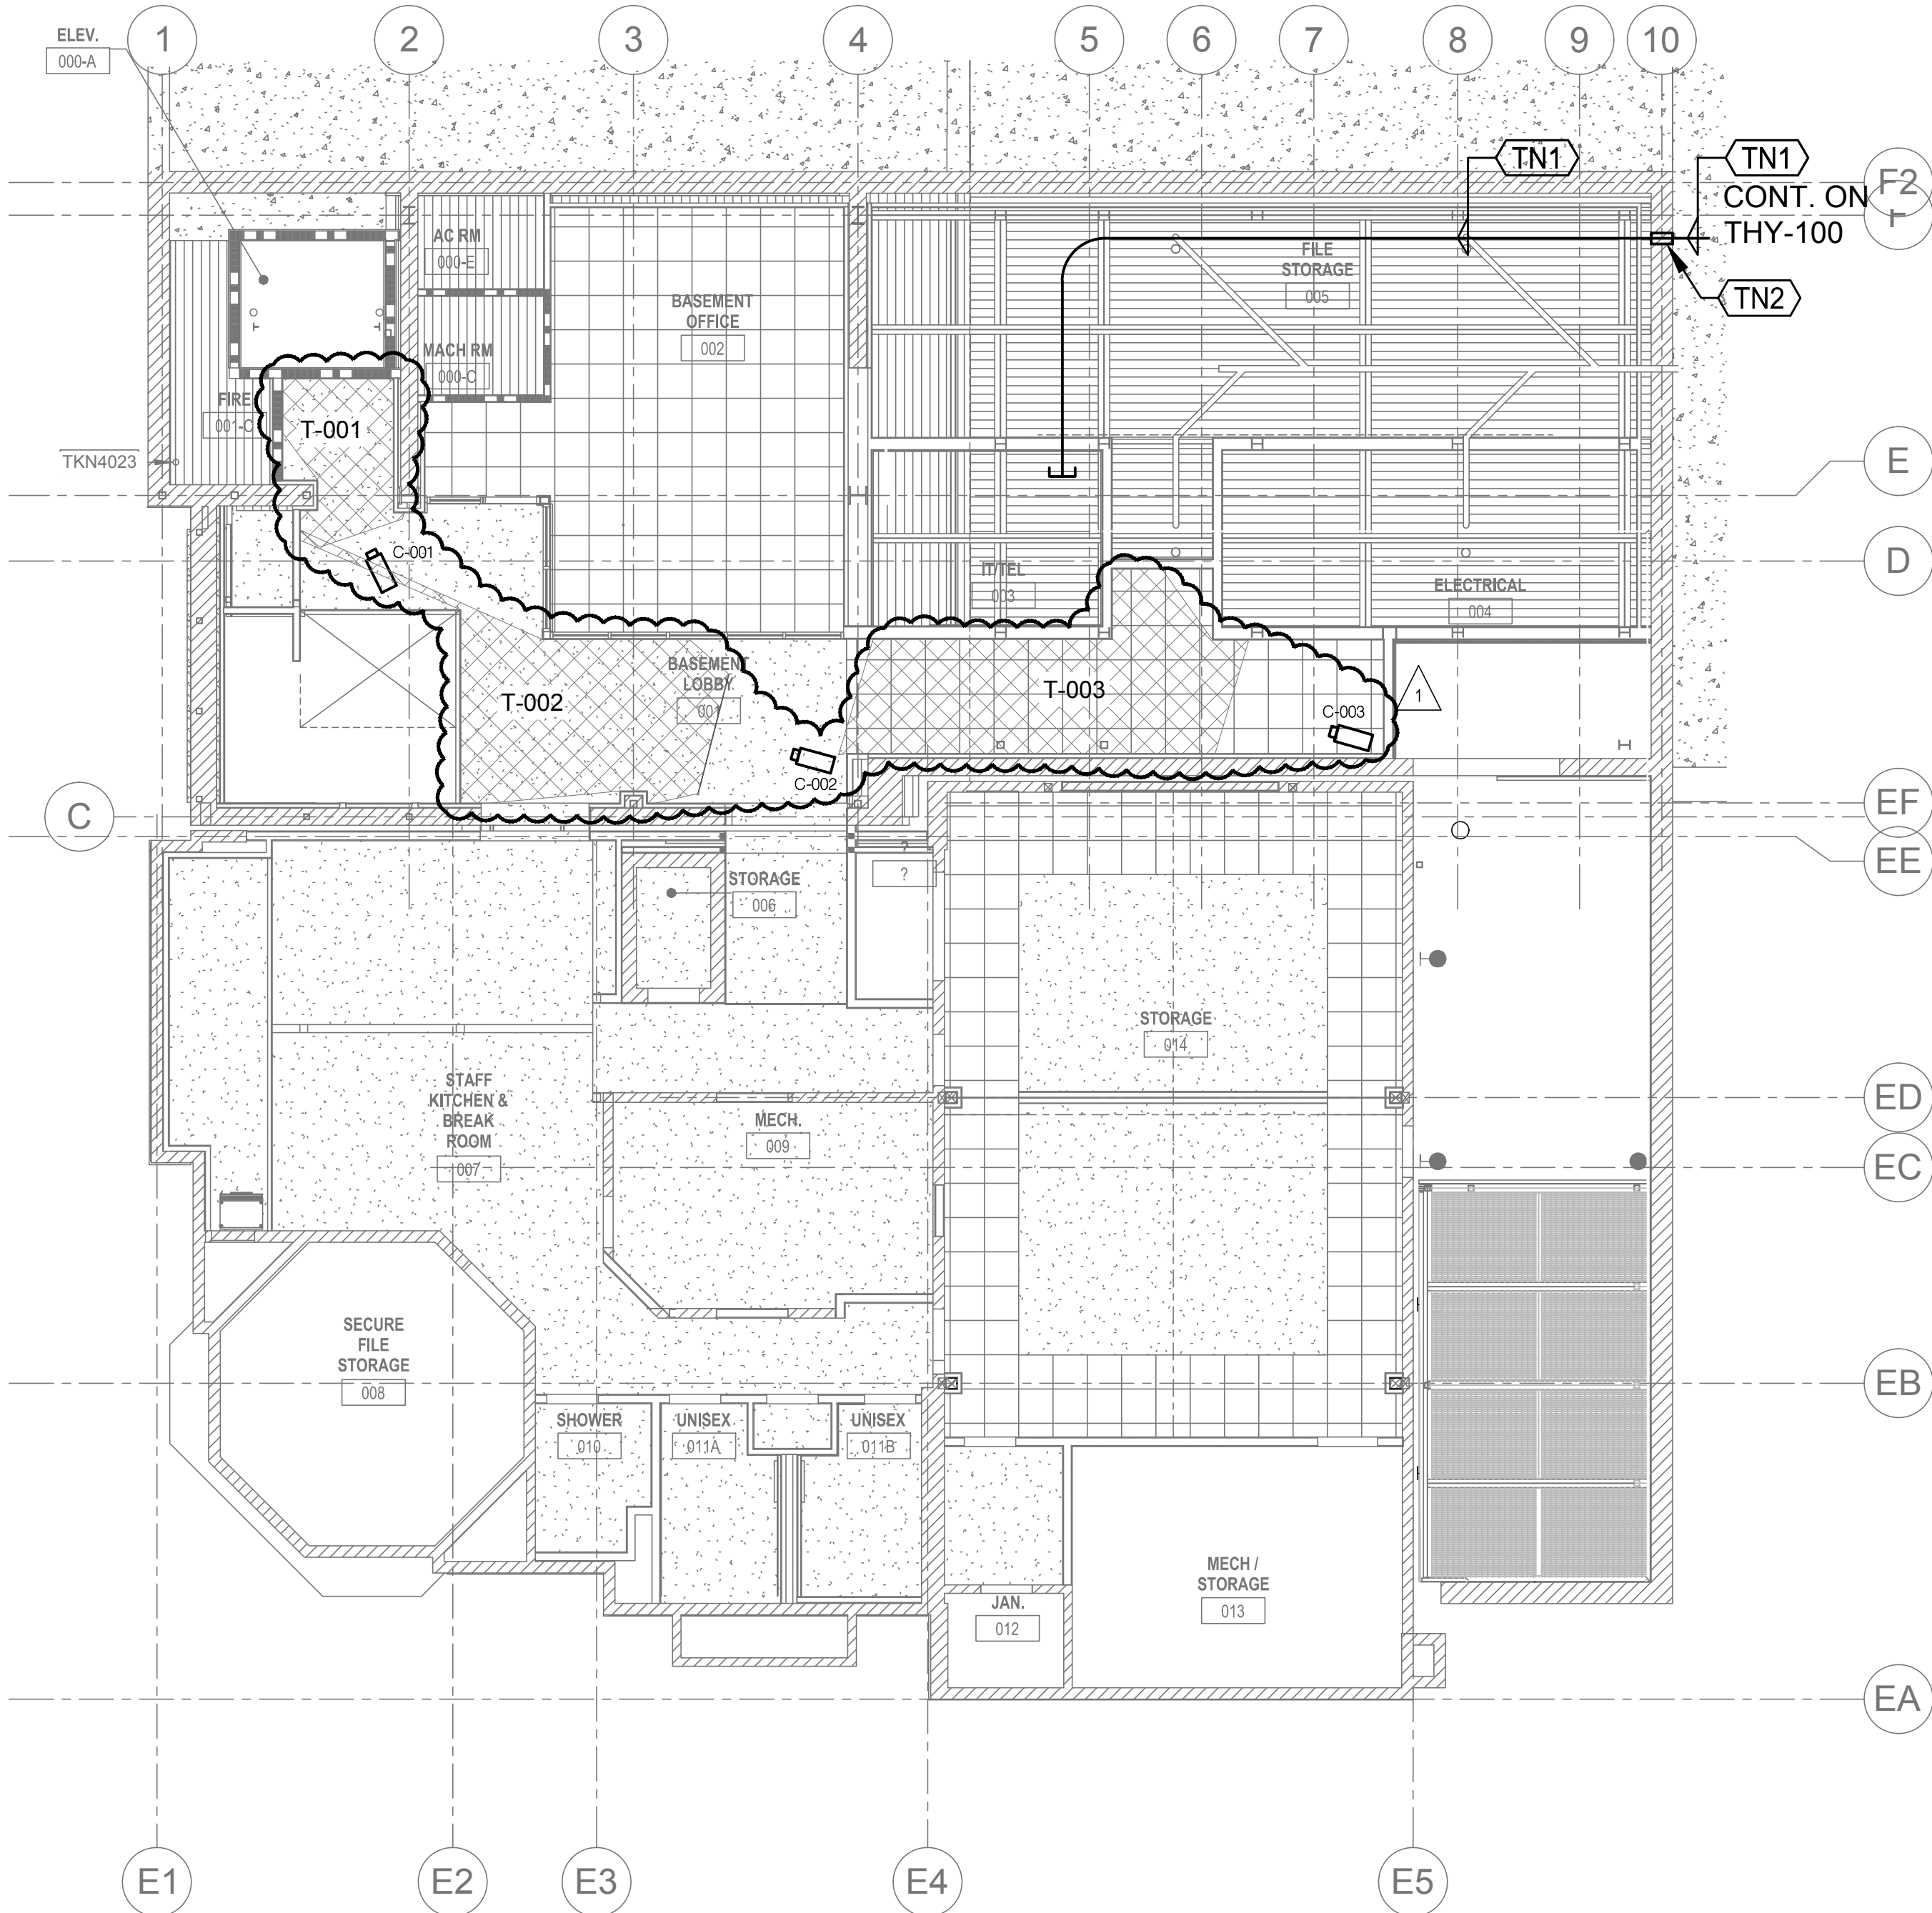 ELEV.
000-A
1
2
3
4
5
6
7
8
9
10
TN1
TN1
CONT. ON
THY-100
TN2
F2
F
AC RM
000-E
BASEMENT
OFFICE
002
FILE
STORAGE
005
MACH RM
000-C
FIRE
001-C
T-001
TKN4023
E
C-001
D
IT/TEL
003
ELECTRICAL
004
BASEMENT
LOBBY
001
T-002
T-003
1
C-003
C-002
C
EF
EE
?
?
STORAGE
006
STORAGE
014
STAFF
KITCHEN &
BREAK
ROOM
007
MECH.
009
ED
EC
SECURE
FILE
STORAGE
008
EB
SHOWER
010
UNISEX
011A
UNISEX
011B
MECH /
STORAGE
013
JAN.
012
EA
E1
E2
E3
E4
E5